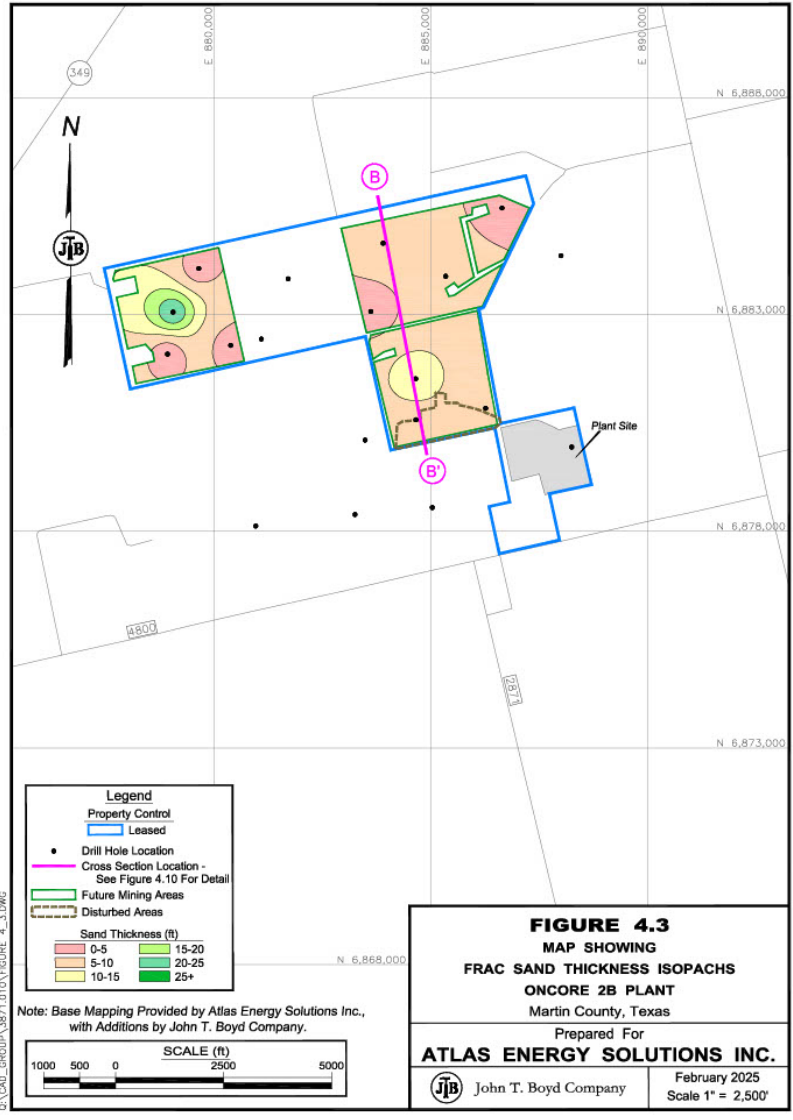 E 880,000
E 885,000
E 890,000
349
N 6,888,000
N
JTB
B
N 6,883,000
Plant Site
B'
N 6,878,000
4800
2871
N 6,873,000
Legend
Property Control
Leased
Drill Hole Location
Cross Section Location -
See Figure 4.10 For Detail
Future Mining Areas
Disturbed Areas
Sand Thickness (ft)
0-5 15-20
5-10 20-25
10-15 25+
N 6,868,000
Note: Base Mapping Provided by Atlas Energy Solutions Inc.,
with Additions by John T. Boyd Company.
SCALE (ft)
1000 500 0 2500 5000
FIGURE 4.3
MAP SHOWING
FRAC SAND THICKNESS ISOPACHS
ONCORE 2B PLANT
Martin County, Texas
Prepared For
ATLAS ENERGY SOLUTIONS INC.
JTB John T. Boyd Company
February 2025
Scale 1" = 2,500'
Q:\CAD_GROUP\3871.010\FIGURE 4_3.DWG